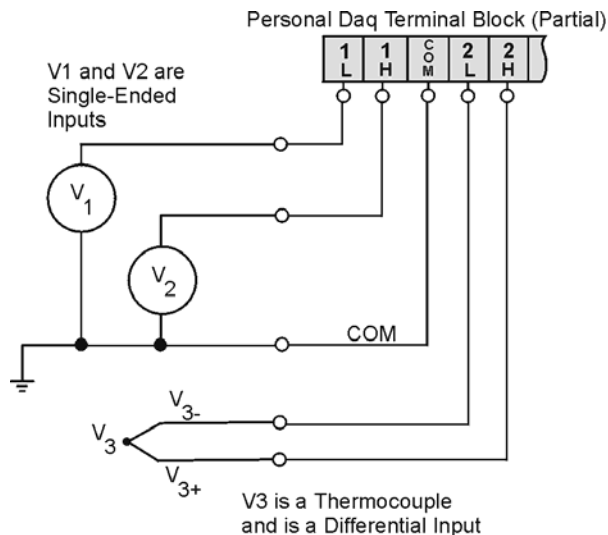 Personal Daq Terminal Block (Partial)
1 L 1 H COM 2 L 2 H
V1 and V2 are
Single-Ended
Inputs
V1
V2
COM
V3-
V3
V3+
V3 is a Thermocouple
and is a Differential Input